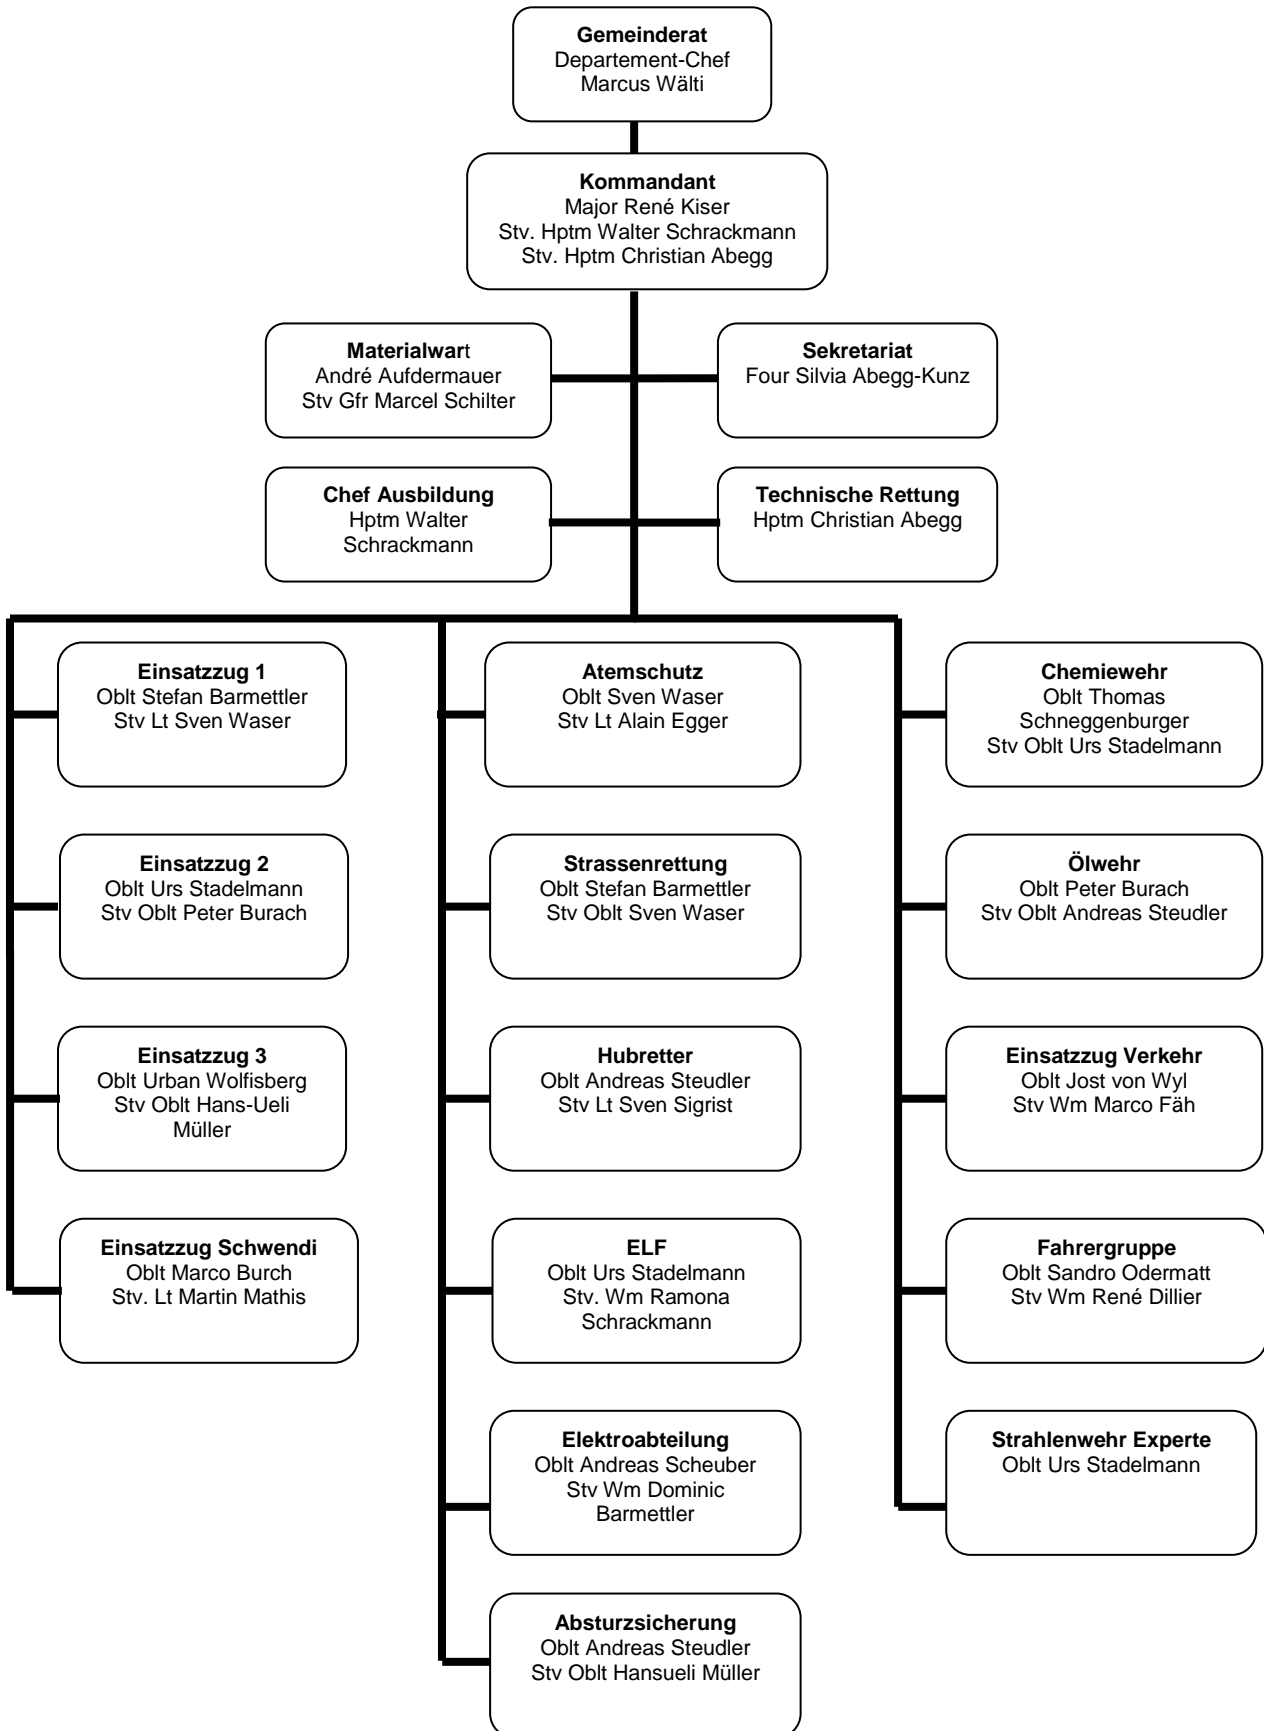 Gemeinderat
Departement-Chef
Marcus Wälti
Kommandant
Major René Kiser
Stv. Hptm Walter Schrackmann
Stv. Hptm Christian Abegg
Materialwart
André Aufdermauer
Stv Gfr Marcel Schilter
Sekretariat
Four Silvia Abegg-Kunz
Chef Ausbildung
Hptm Walter
Schrackmann
Technische Rettung
Hptm Christian Abegg
Einsatzzug 1
Oblt Stefan Barmettler
Stv Lt Sven Waser
Einsatzzug 2
Oblt Urs Stadelmann
Stv Oblt Peter Burach
Einsatzzug 3
Oblt Urban Wolfisberg
Stv Oblt Hans-Ueli
Müller
Einsatzzug Schwendi
Oblt Marco Burch
Stv. Lt Martin Mathis
Atemschutz
Oblt Sven Waser
Stv Lt Alain Egger
Strassenrettung
Oblt Stefan Barmettler
Stv Oblt Sven Waser
Hubretter
Oblt Andreas Steudler
Stv Lt Sven Sigrist
ELF
Oblt Urs Stadelmann
Stv. Wm Ramona
Schrackmann
Elektroabteilung
Oblt Andreas Scheuber
Stv Wm Dominic
Barmettler
Absturzsicherung
Oblt Andreas Steudler
Stv Oblt Hansueli Müller
Chemiewehr
Oblt Thomas
Schneggenburger
Stv Oblt Urs Stadelmann
Ölwehr
Oblt Peter Burach
Stv Oblt Andreas Steudler
Einsatzzug Verkehr
Oblt Jost von Wyl
Stv Wm Marco Fäh
Fahrergruppe
Oblt Sandro Odermatt
Stv Wm René Dillier
Strahlenwehr Experte
Oblt Urs Stadelmann